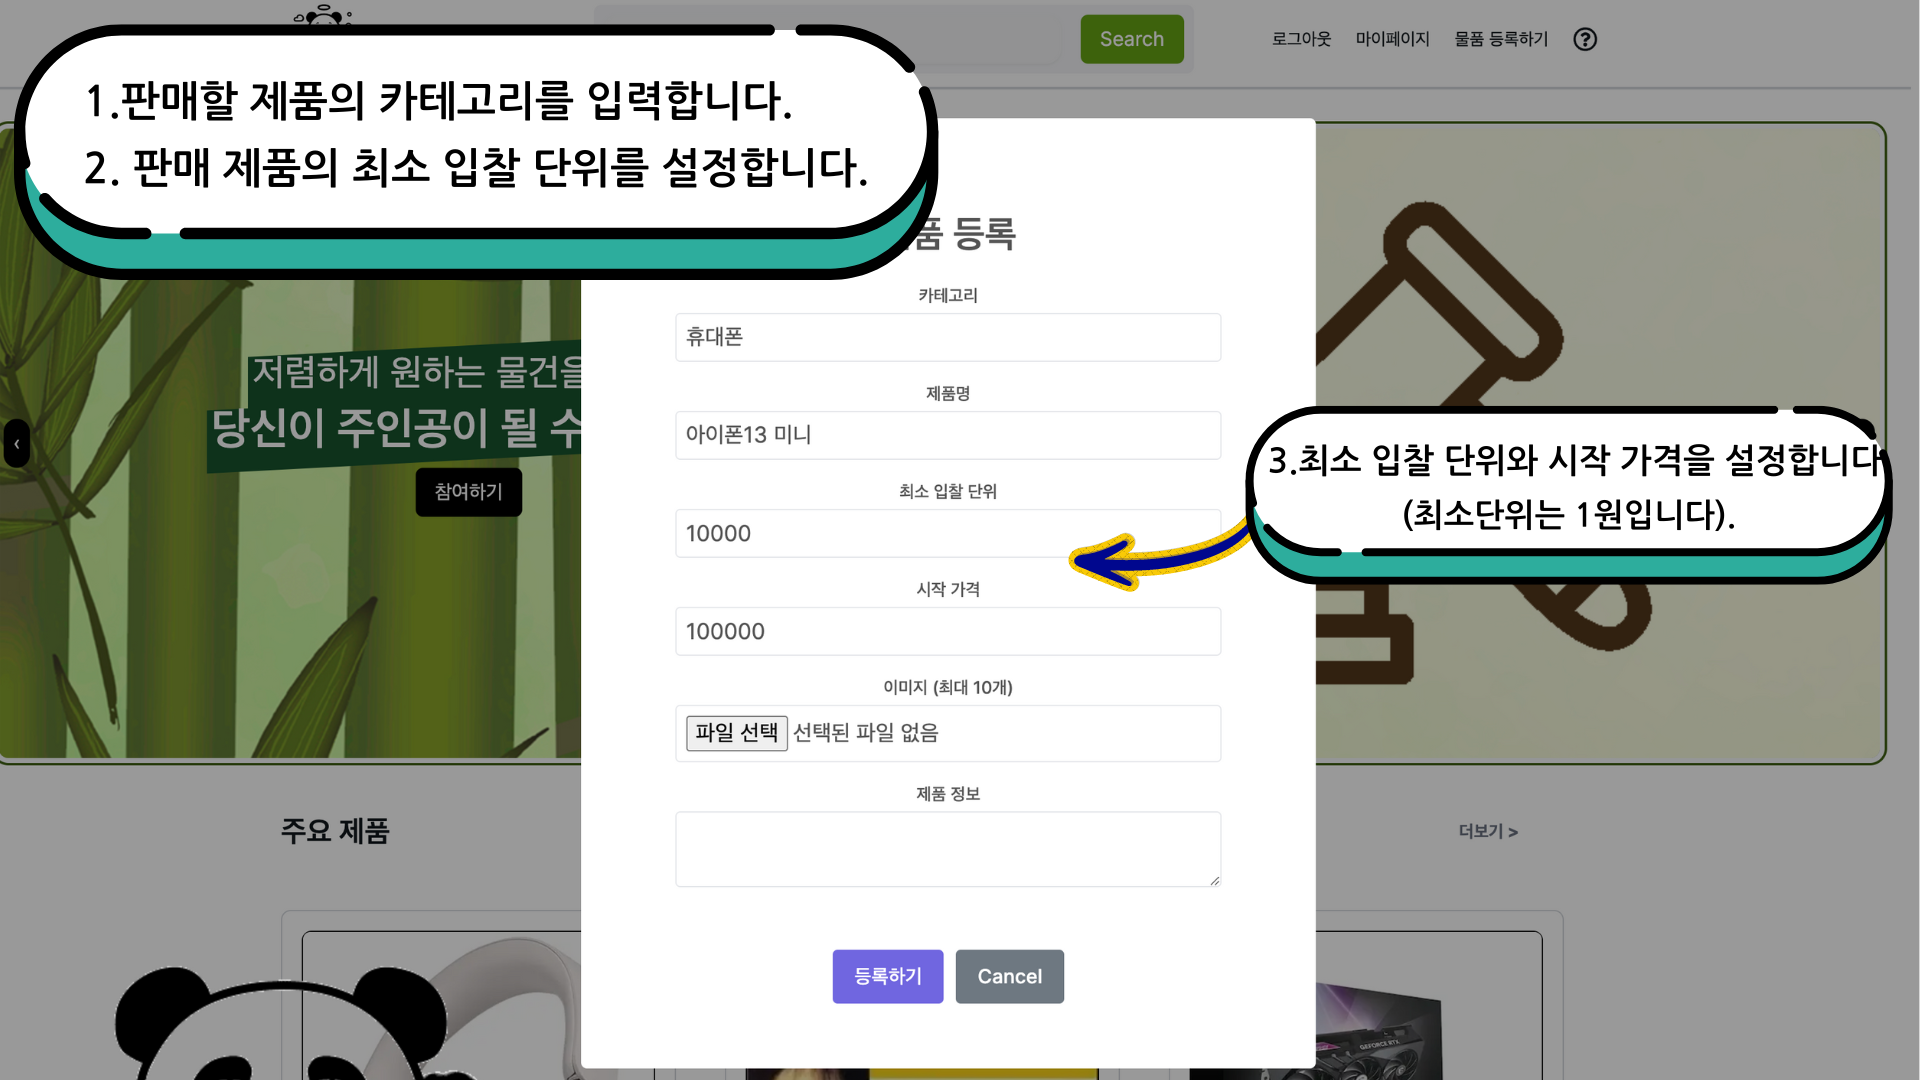 Search
로그아웃
마이페이지
물품 등록하기
?
1.판매할 제품의 카테고리를 입력합니다.
2. 판매 제품의 최소 입찰 단위를 설정합니다.
품 등록
카테고리
휴대폰
제품명
아이폰13 미니
최소 입찰 단위
10000
시작 가격
100000
이미지 (최대 10개)
파일 선택 선택된 파일 없음
제품 정보
등록하기
Cancel
저렴하게 원하는 물건을
당신이 주인공이 될 수
참여하기
3.최소 입찰 단위와 시작 가격을 설정합니다
(최소단위는 1원입니다).
주요 제품
더보기 >
GEFORCE RTX